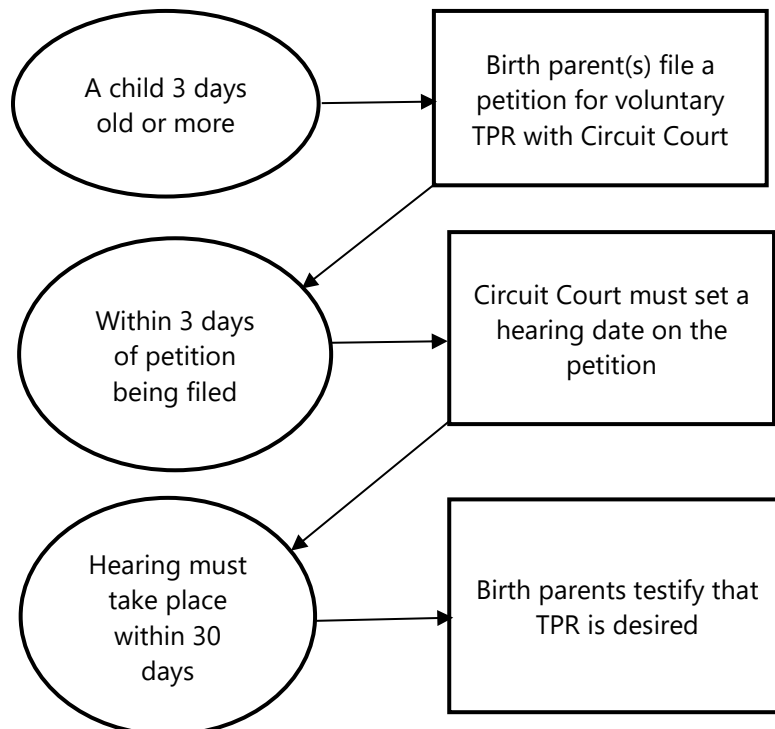 A child 3 days
old or more
Birth parent(s) file a
petition for voluntary
TPR with Circuit Court
Within 3 days
of petition
being filed
Circuit Court must set a
hearing date on the
petition
Hearing must
take place
within 30
days
Birth parents testify that
TPR is desired